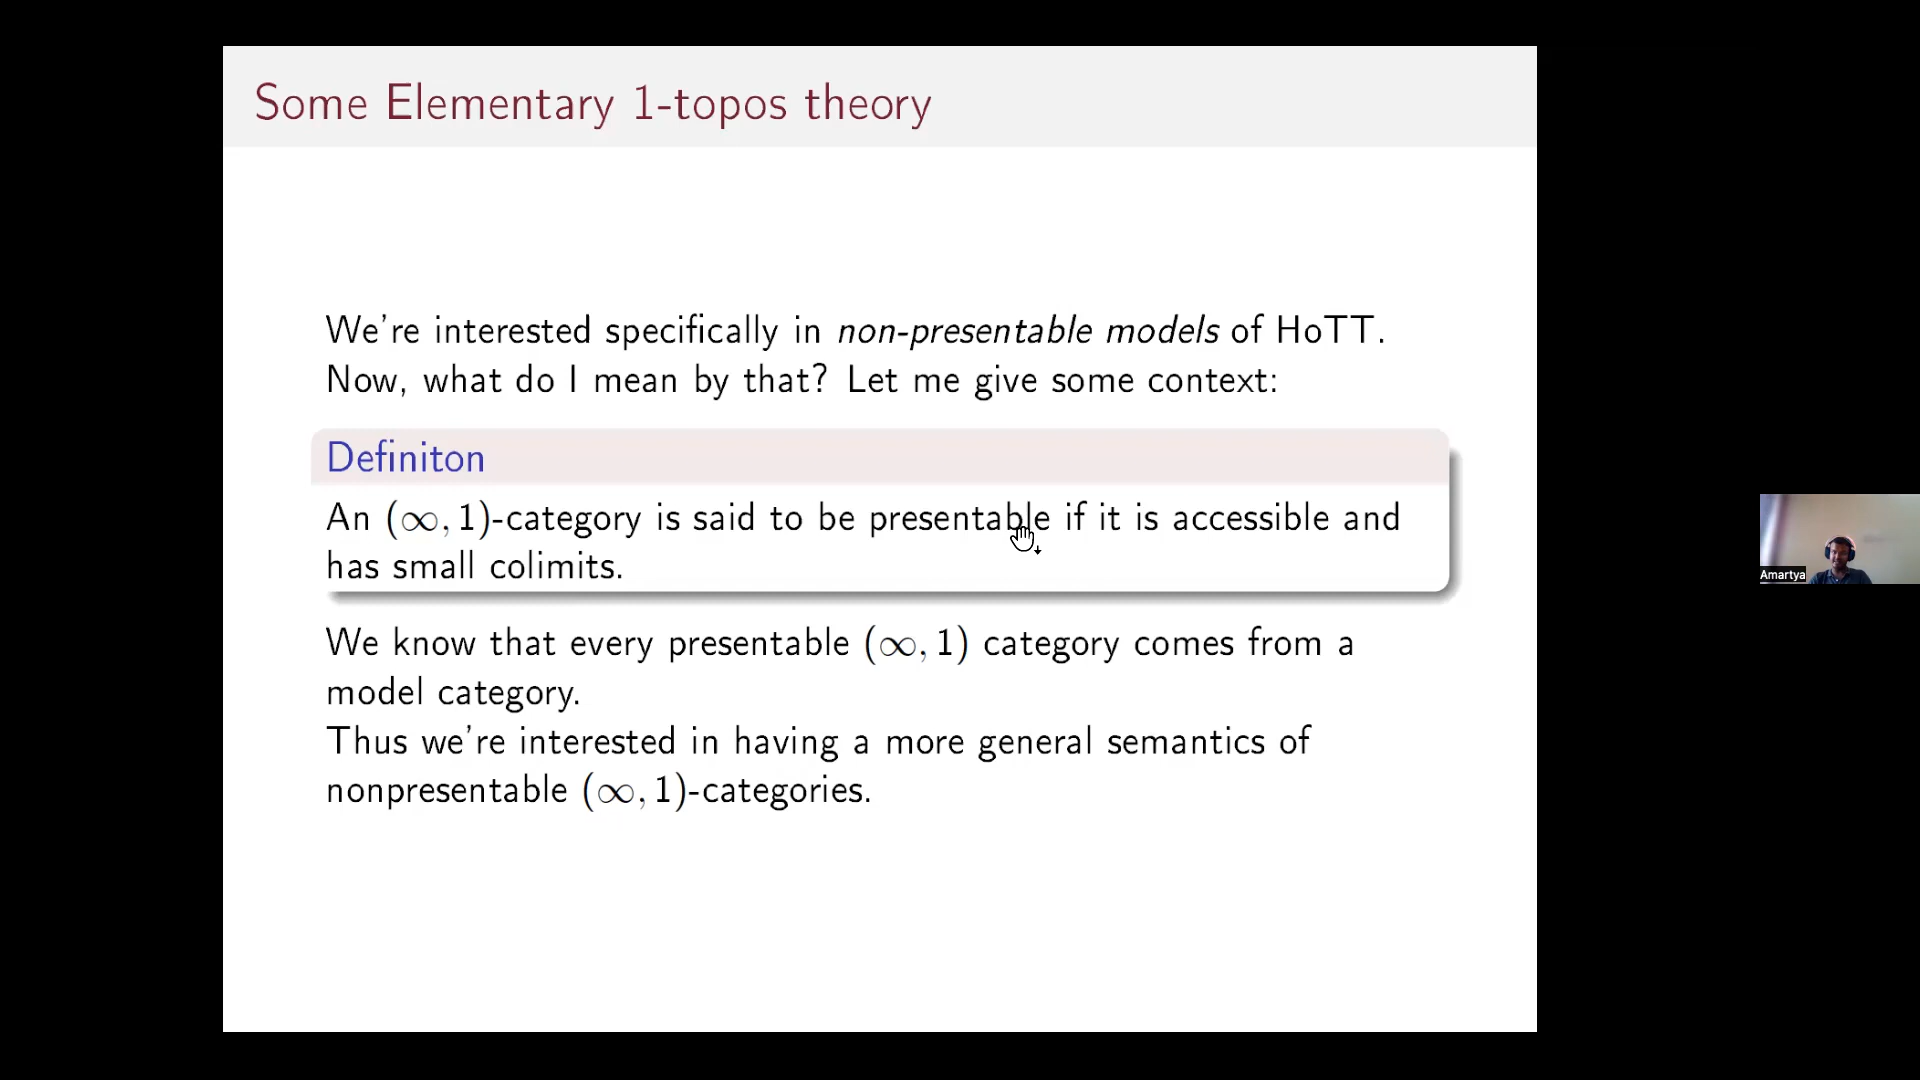 Some Elementary 1-topos theory
We're interested specifically in non-presentable models of HoTT.
Now, what do I mean by that? Let me give some context:
Definiton
An (∞, 1)-category is said to be presentable if it is accessible and
has small colimits.
We know that every presentable (∞, 1) category comes from a
model category.
Thus we're interested in having a more general semantics of
nonpresentable (∞, 1)-categories.
Amartya